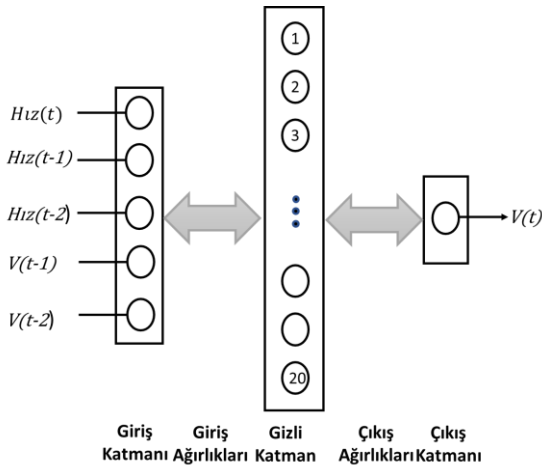 1
2
3
Hız(t)
Hız(t-1)
Hız(t-2)
V(t-1)
V(t-2)
V(t)
20
Giriş Giriş Gizli Çıkış Çıkış
Katmanı Ağırlıkları Katman Ağırlıkları Katmanı